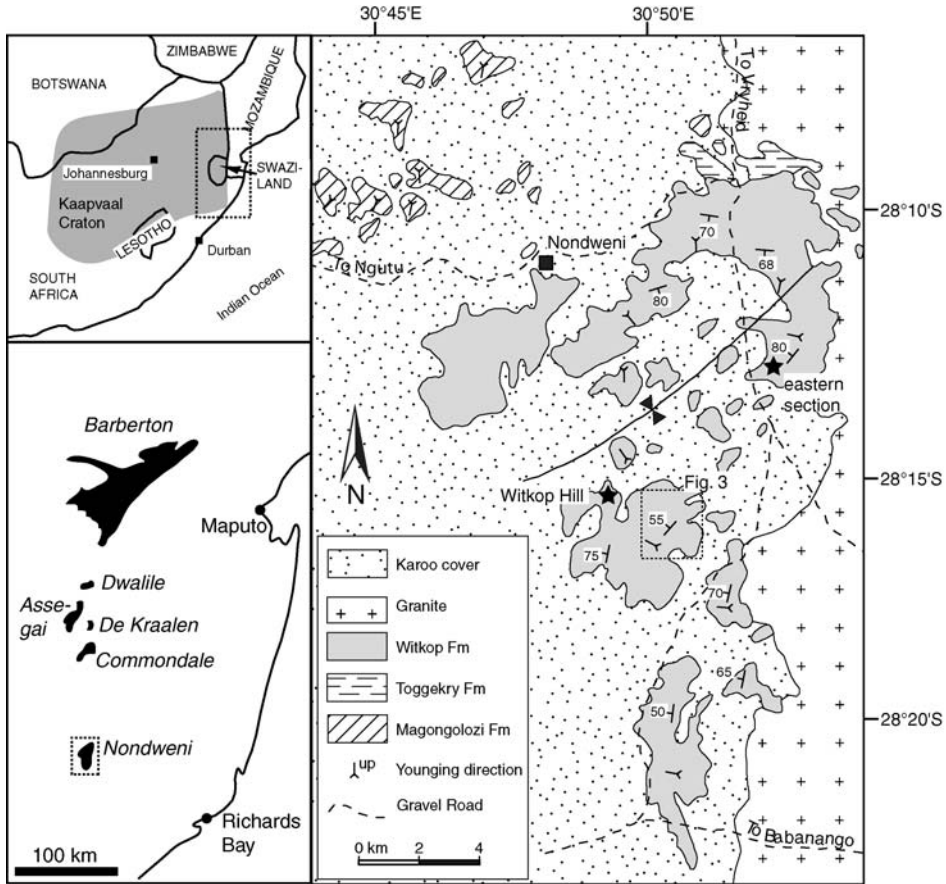 30°45'E
30°50'E
ZIMBABWE
BOTSWANA
MOZAMBIQUE
Johannesburg
SWAZI-
LAND
Kaapvaal
Craton
LESOTHO
Durban
SOUTH
AFRICA
Indian Ocean
Barberton
Maputo
Dwalile
Asse-
gai
De Kraalen
Commondale
Nondweni
Richards
Bay
100 km
To Vryheid
28°10'S
70
Nondweni
To Nqutu
68
80
80
eastern
section
28°15'S
N
Witkop Hill
Fig. 3
55
75
70
65
50
28°20'S
To Babanango
Karoo cover
Granite
Witkop Fm
Toggekry Fm
Magongolozi Fm
up
Younging direction
Gravel Road
0 km 2 4